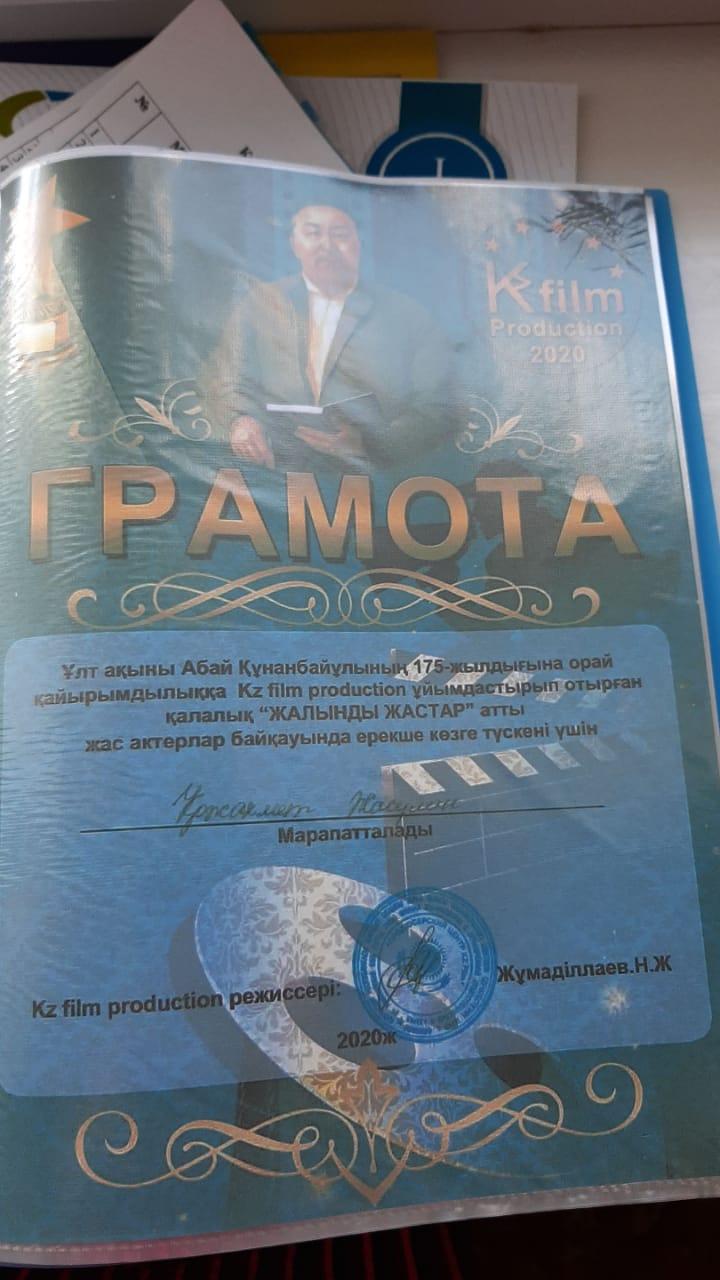 Kz film
Production
2020
ГРАМОТА
Ұлт ақыны Абай Құнанбайұлының 175-жылдығына орай
қайырымдылыққа Kz film production ұйымдастырып отырған
қалалық “ЖАЛЫНДЫ ЖАСТАР” атты
жас актерлар байқауында ерекше көзге түскені үшін
Марапатталады
Kz film production режиссері:
Жұмаділлаев.Н.Ж
2020ж